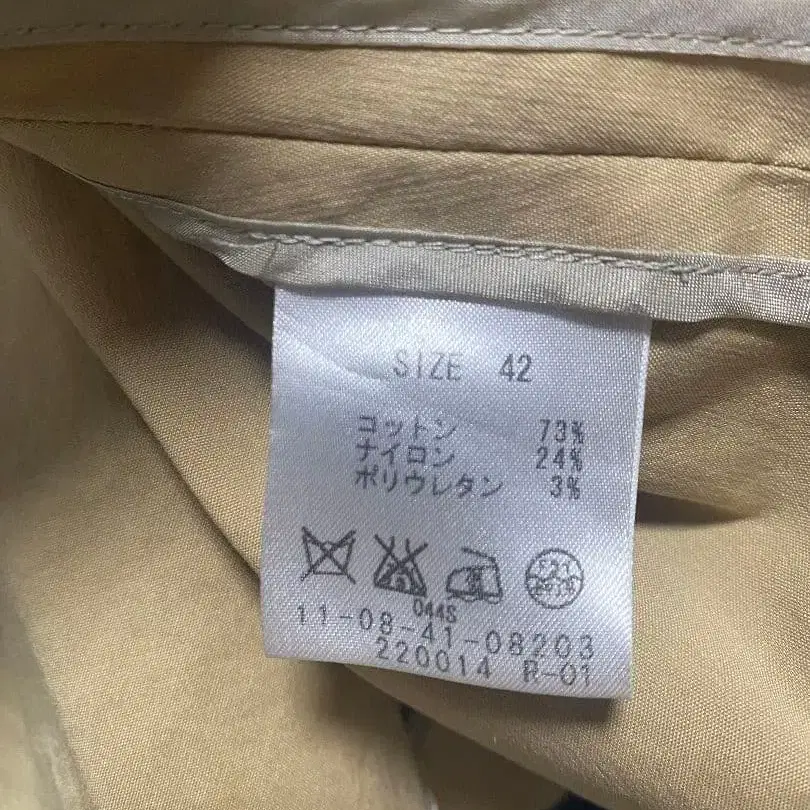 SIZE 42
コットン 73%
ナイロン 24%
ポリウレタン 3%
044S
11-08-41-08203
220014 R-01